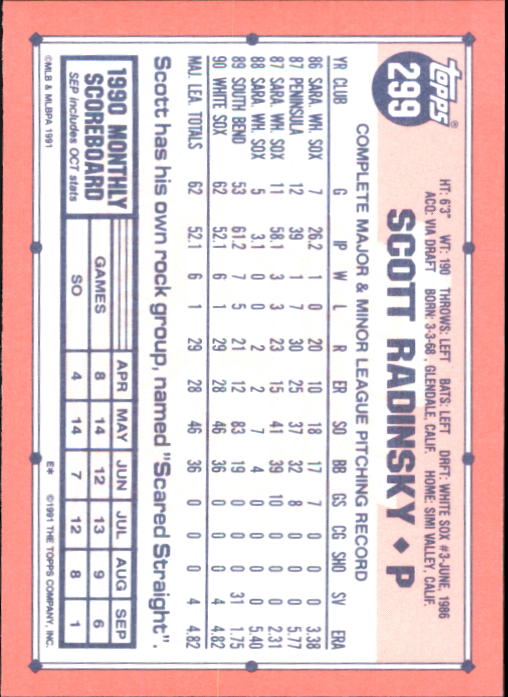 Topps®
299
HT: 6'3" WT: 190 THROWS: LEFT BATS: LEFT DRFT: WHITE SOX #3-JUNE, 1986
ACQ: VIA DRAFT BORN: 3-3-68, GLENDALE, CALIF. HOME: SIMI VALLEY, CALIF.
SCOTT RADINSKY ♦ P
COMPLETE MAJOR & MINOR LEAGUE PITCHING RECORD
YR CLUB G IP W L R ER SO BB GS CG SHO SV ERA
86 SARA. WH. SOX 7 26.2 1 0 20 10 18 17 7 0 0 0 3.38
87 PENINSULA 12 39 1 7 30 25 37 32 8 0 0 0 5.77
87 SARA. WH. SOX 11 58.1 3 3 23 15 41 39 10 0 0 0 2.31
88 SARA. WH. SOX 5 3.1 0 0 2 2 7 4 0 0 0 0 5.40
89 SOUTH BEND 53 61.2 7 5 21 12 83 19 0 0 0 31 1.75
90 WHITE SOX 62 52.1 6 1 29 28 46 36 0 0 0 4 4.82
MAJ. LEA. TOTALS 62 52.1 6 1 29 28 46 36 0 0 0 4 4.82
Scott has his own rock group, named "Scared Straight".
1990 MONTHLY
SCOREBOARD
SEP includes OCT stats
APR MAY JUN JUL AUG SEP
GAMES 8 14 12 13 9 6
SO 4 14 7 12 8 1
©MLB & MLBPA 1991 E* ©1991 THE TOPPS COMPANY, INC.